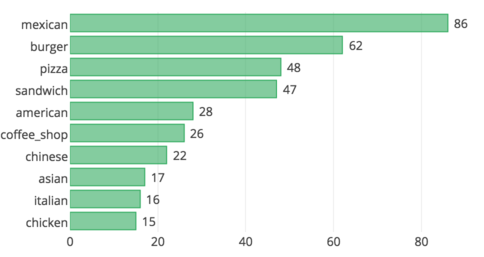 mexican 86
burger 62
pizza 48
sandwich 47
american 28
coffee_shop 26
chinese 22
asian 17
italian 16
chicken 15
0 20 40 60 80